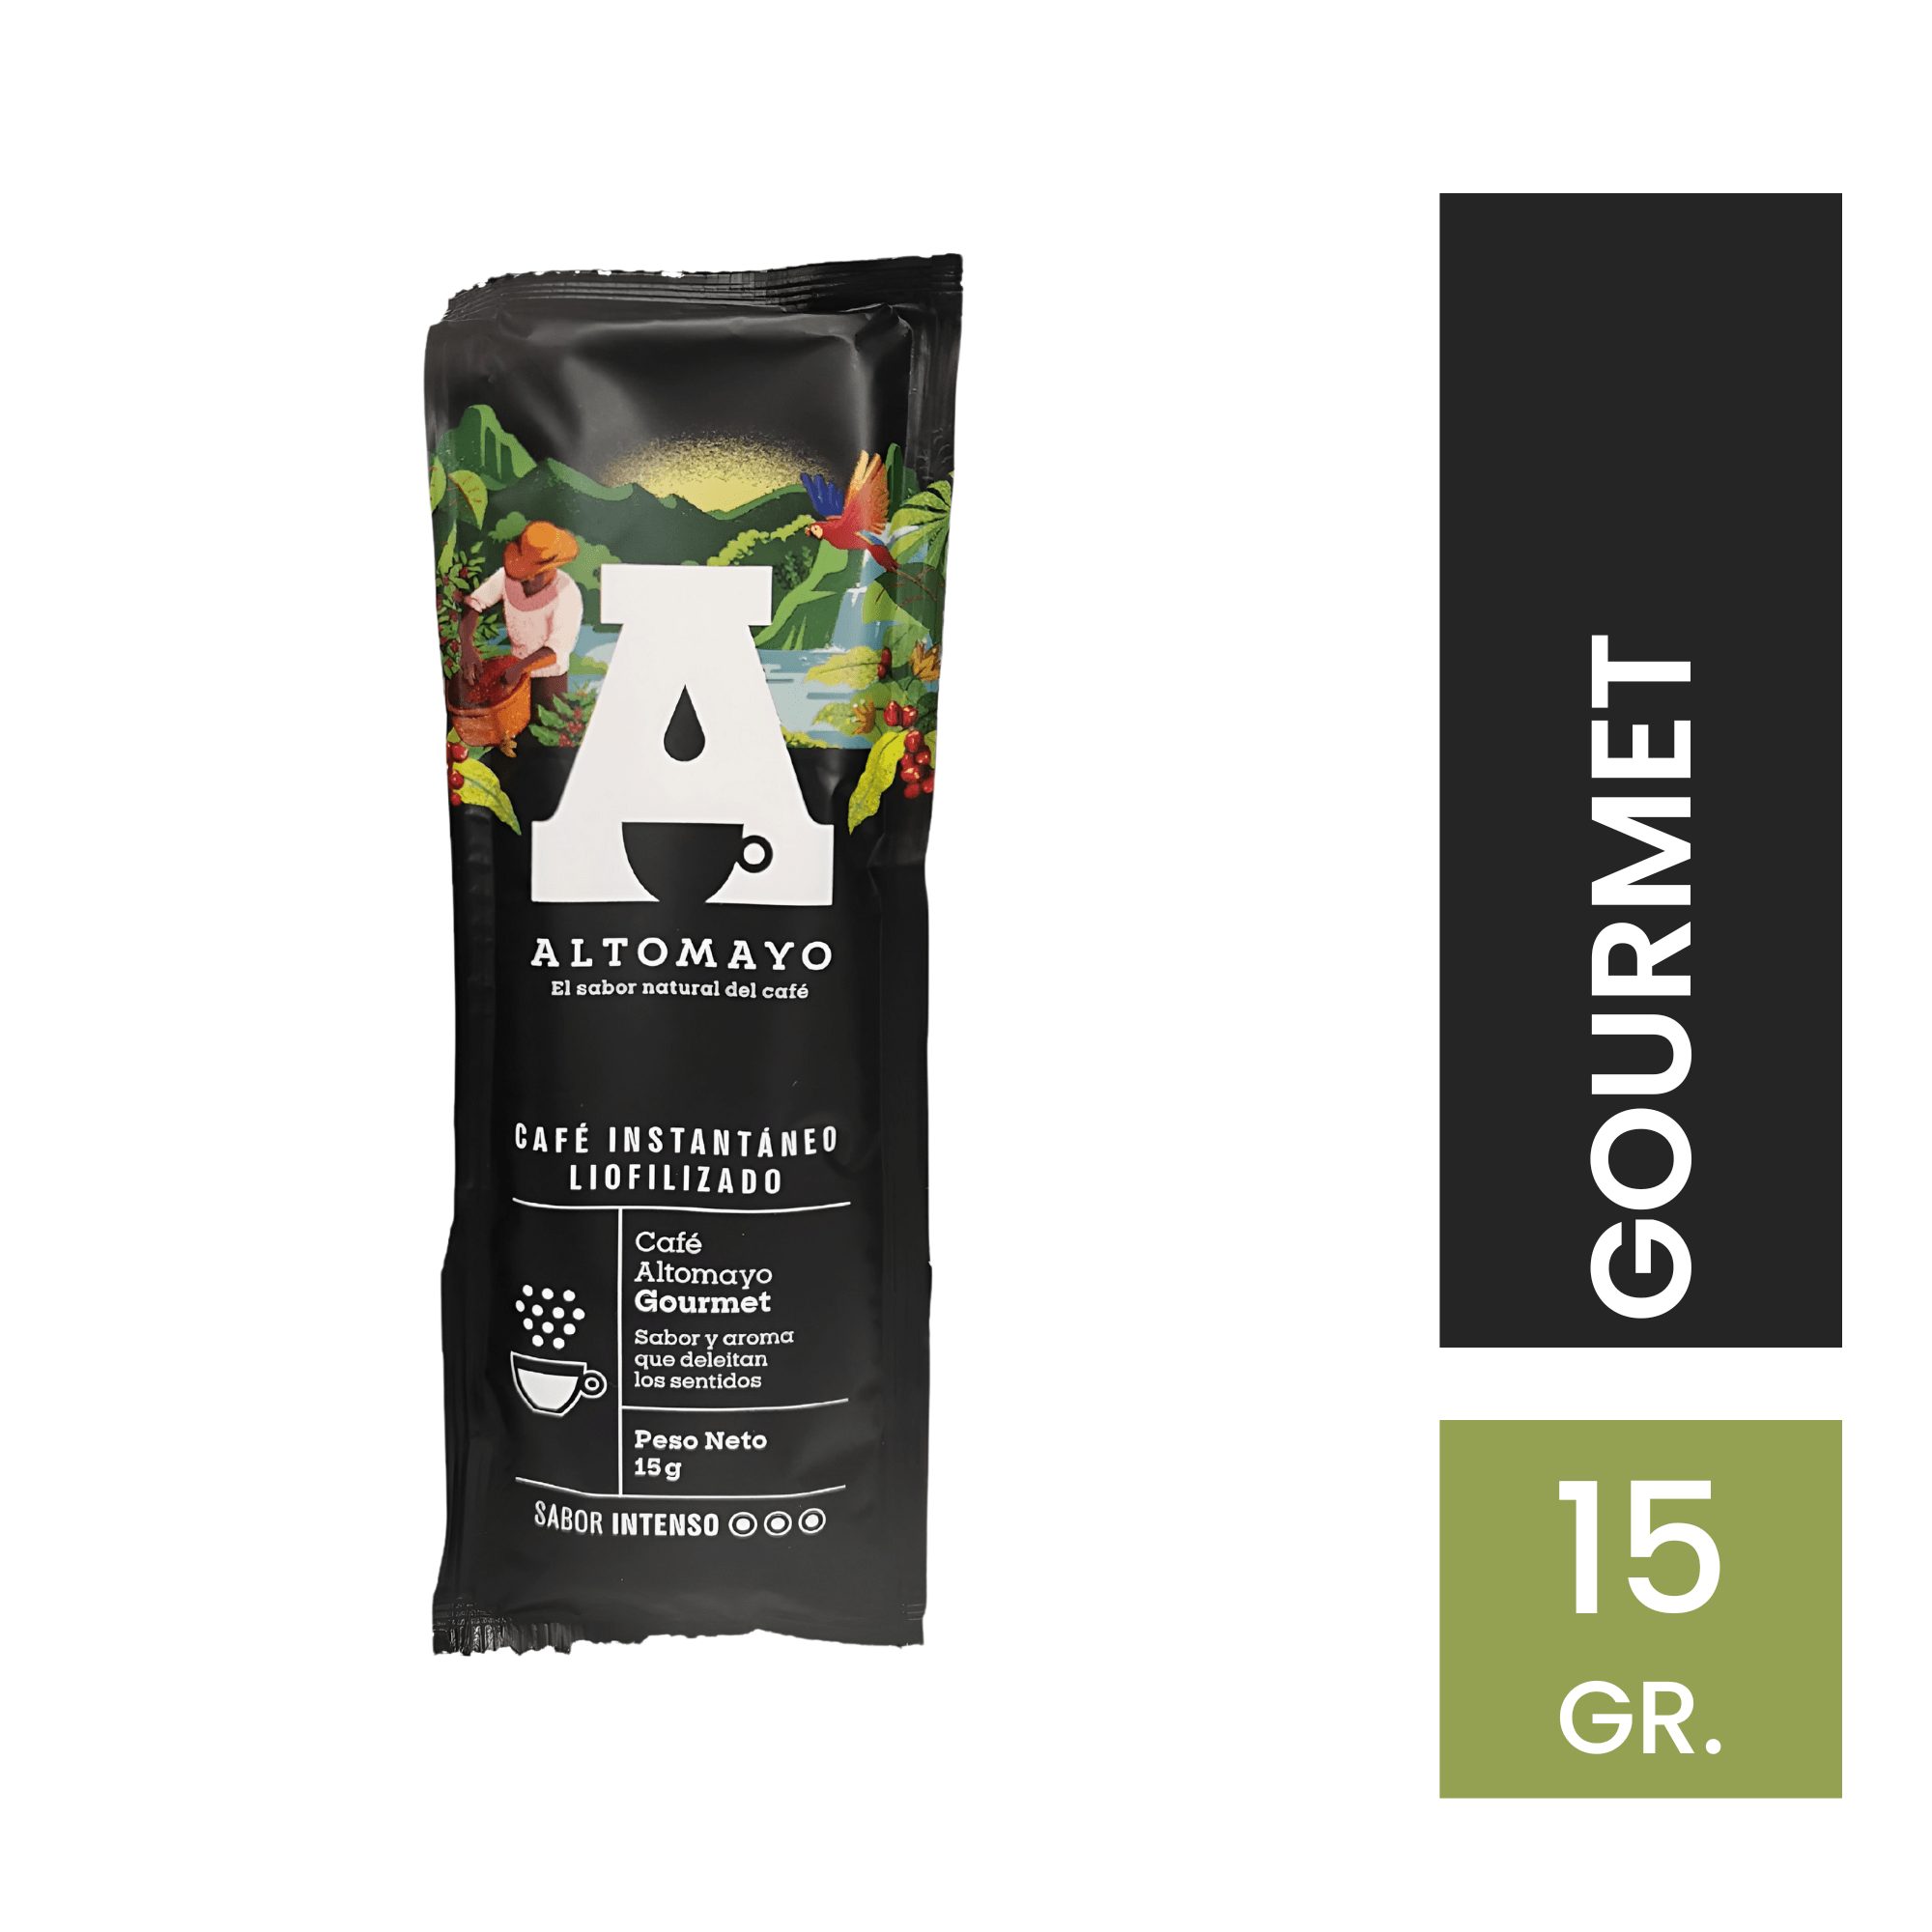 A
ALTOMAYO
El sabor natural del café
CAFÉ INSTANTÁNEO
LIOFILIZADO
Café
Altomayo
Gourmet
Sabor y aroma
que deleitan
los sentidos
Peso Neto
15g
SABOR INTENSO
GOURMET
15
GR.